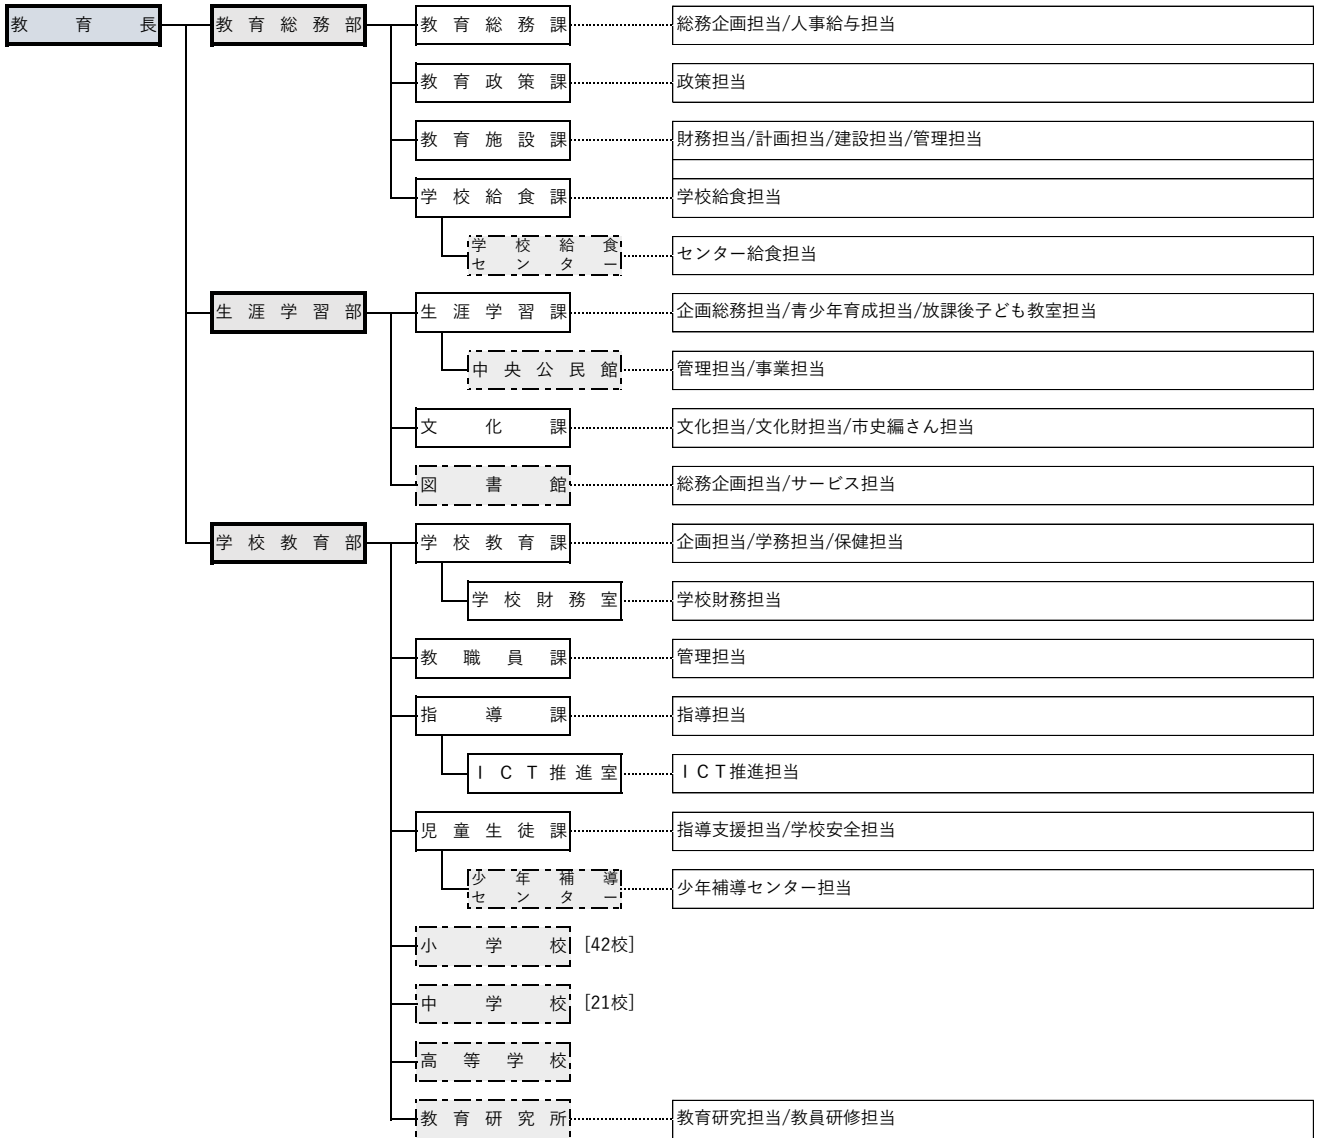 教育長
教育総務部
教育総務課
総務企画担当/人事給与担当
教育政策課
政策担当
教育施設課
財務担当/計画担当/建設担当/管理担当
学校給食課
学校給食担当
学校給食
センター
センター給食担当
生涯学習部
生涯学習課
企画総務担当/青少年育成担当/放課後子ども教室担当
中央公民館
管理担当/事業担当
文化課
文化担当/文化財担当/市史編さん担当
図書館
総務企画担当/サービス担当
学校教育部
学校教育課
企画担当/学務担当/保健担当
学校財務室
学校財務担当
教職員課
管理担当
指導課
指導担当
ＩＣＴ推進室
ＩＣＴ推進担当
児童生徒課
指導支援担当/学校安全担当
少年補導
センター
少年補導センター担当
小学校 [42校]
中学校 [21校]
高等学校
教育研究所
教育研究担当/教員研修担当